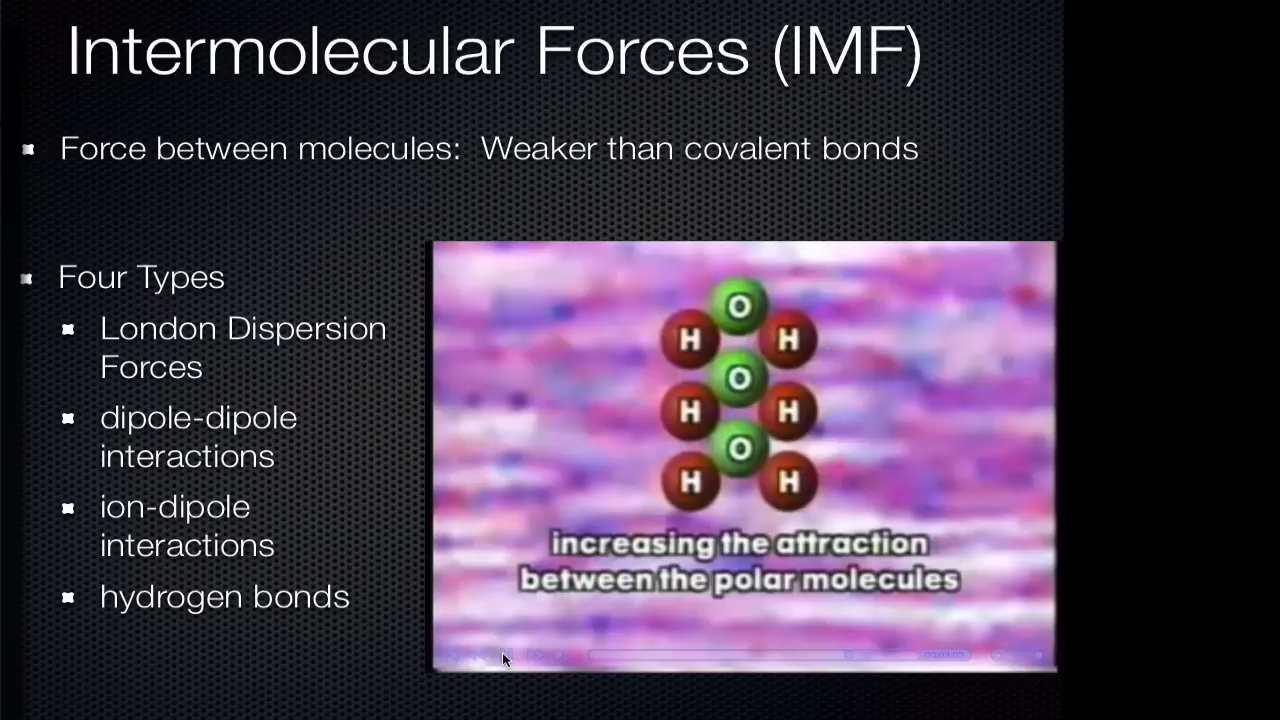 Intermolecular Forces (IMF)
Force between molecules: Weaker than covalent bonds
Four Types
London Dispersion
Forces
dipole-dipole
interactions
ion-dipole
interactions
hydrogen bonds
O
H H
O
H H
O
H H
increasing the attraction
between the polar molecules